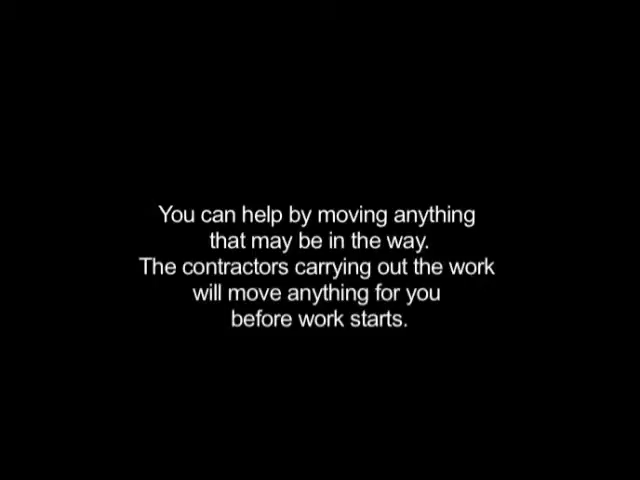 You can help by moving anything
that may be in the way.
The contractors carrying out the work
will move anything for you
before work starts.